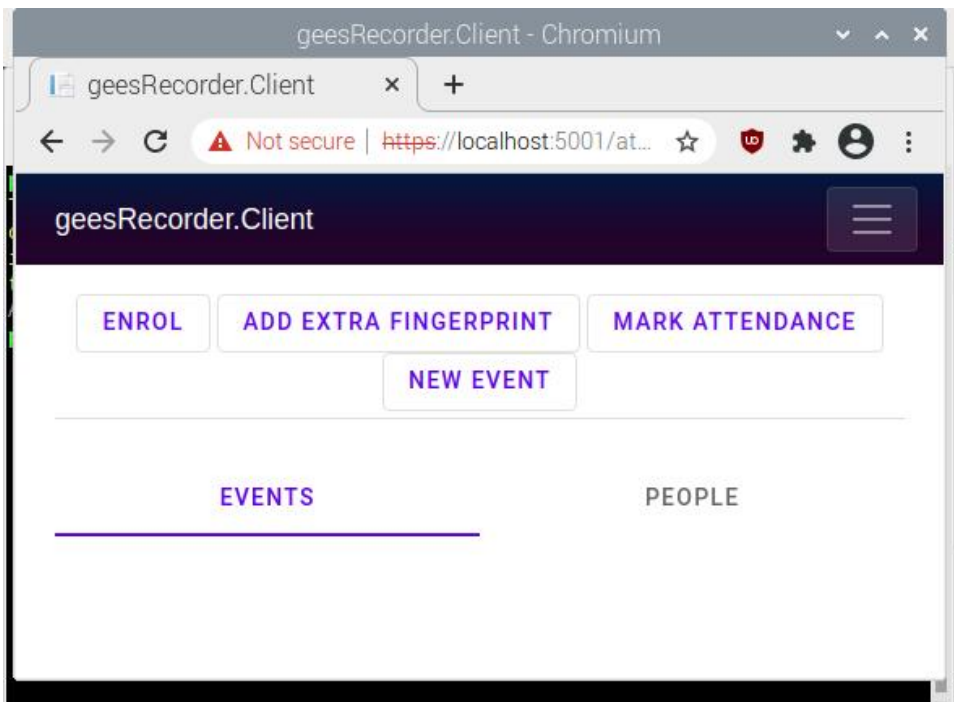 geesRecorder.Client - Chromium
geesRecorder.Client
Not secure | https://localhost:5001/at...
geesRecorder.Client
ENROL ADD EXTRA FINGERPRINT MARK ATTENDANCE
NEW EVENT
EVENTS PEOPLE